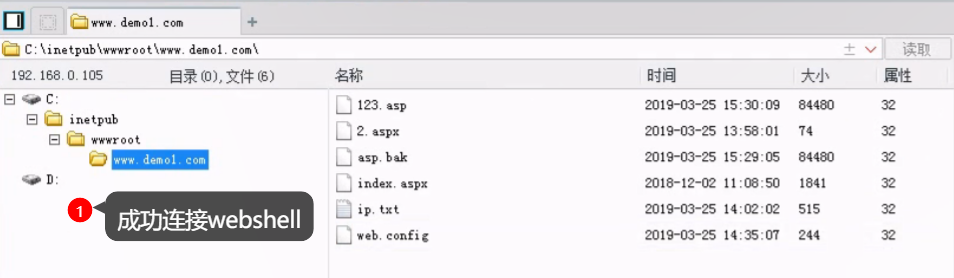 www.demo1.com
C:\inetpub\wwwroot\www.demo1.com\
读取
192.168.0.105 目录(0),文件(6) 名称 时间 大小 属性
C:
inetpub
wwwroot
www.demo1.com
D:
123.asp 2019-03-25 15:30:09 84480 32
2.aspx 2019-03-25 13:58:01 74 32
asp.bak 2019-03-25 15:29:05 84480 32
index.aspx 2018-12-02 11:08:50 1841 32
ip.txt 2019-03-25 14:02:02 515 32
web.config 2019-03-25 14:35:07 244 32
1
成功连接webshell